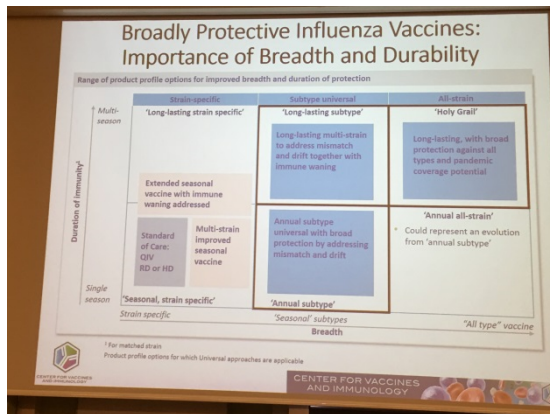 Broadly Protective Influenza Vaccines:
Importance of Breadth and Durability
Range of product profile options for improved breadth and duration of protection
Strain-specific
Subtype universal
All-strain
Multi-
season
'Long-lasting strain specific'
'Long-lasting subtype'
'Holy Grail'
Long-lasting multi-strain
to address mismatch
and drift together with
immune waning
Long-lasting, with broad
protection against all
types and pandemic
coverage potential
Extended seasonal
vaccine with immune
waning addressed
Duration of immunity¹
Standard
of Care:
QIV
RD or HD
Multi-strain
improved
seasonal
vaccine
Annual subtype
universal with broad
protection by addressing
mismatch and drift
'Annual all-strain'
Could represent an evolution
from 'annual subtype'
Single
season
'Seasonal, strain specific'
'Annual subtype'
Strain specific
'Seasonal' subtypes
"All type" vaccine
Breadth
¹ For matched strain
Product profile options for which Universal approaches are applicable
CENTER FOR VACCINES
AND IMMUNOLOGY
CENTER FOR VACCINES
AND IMMUNOLOGY